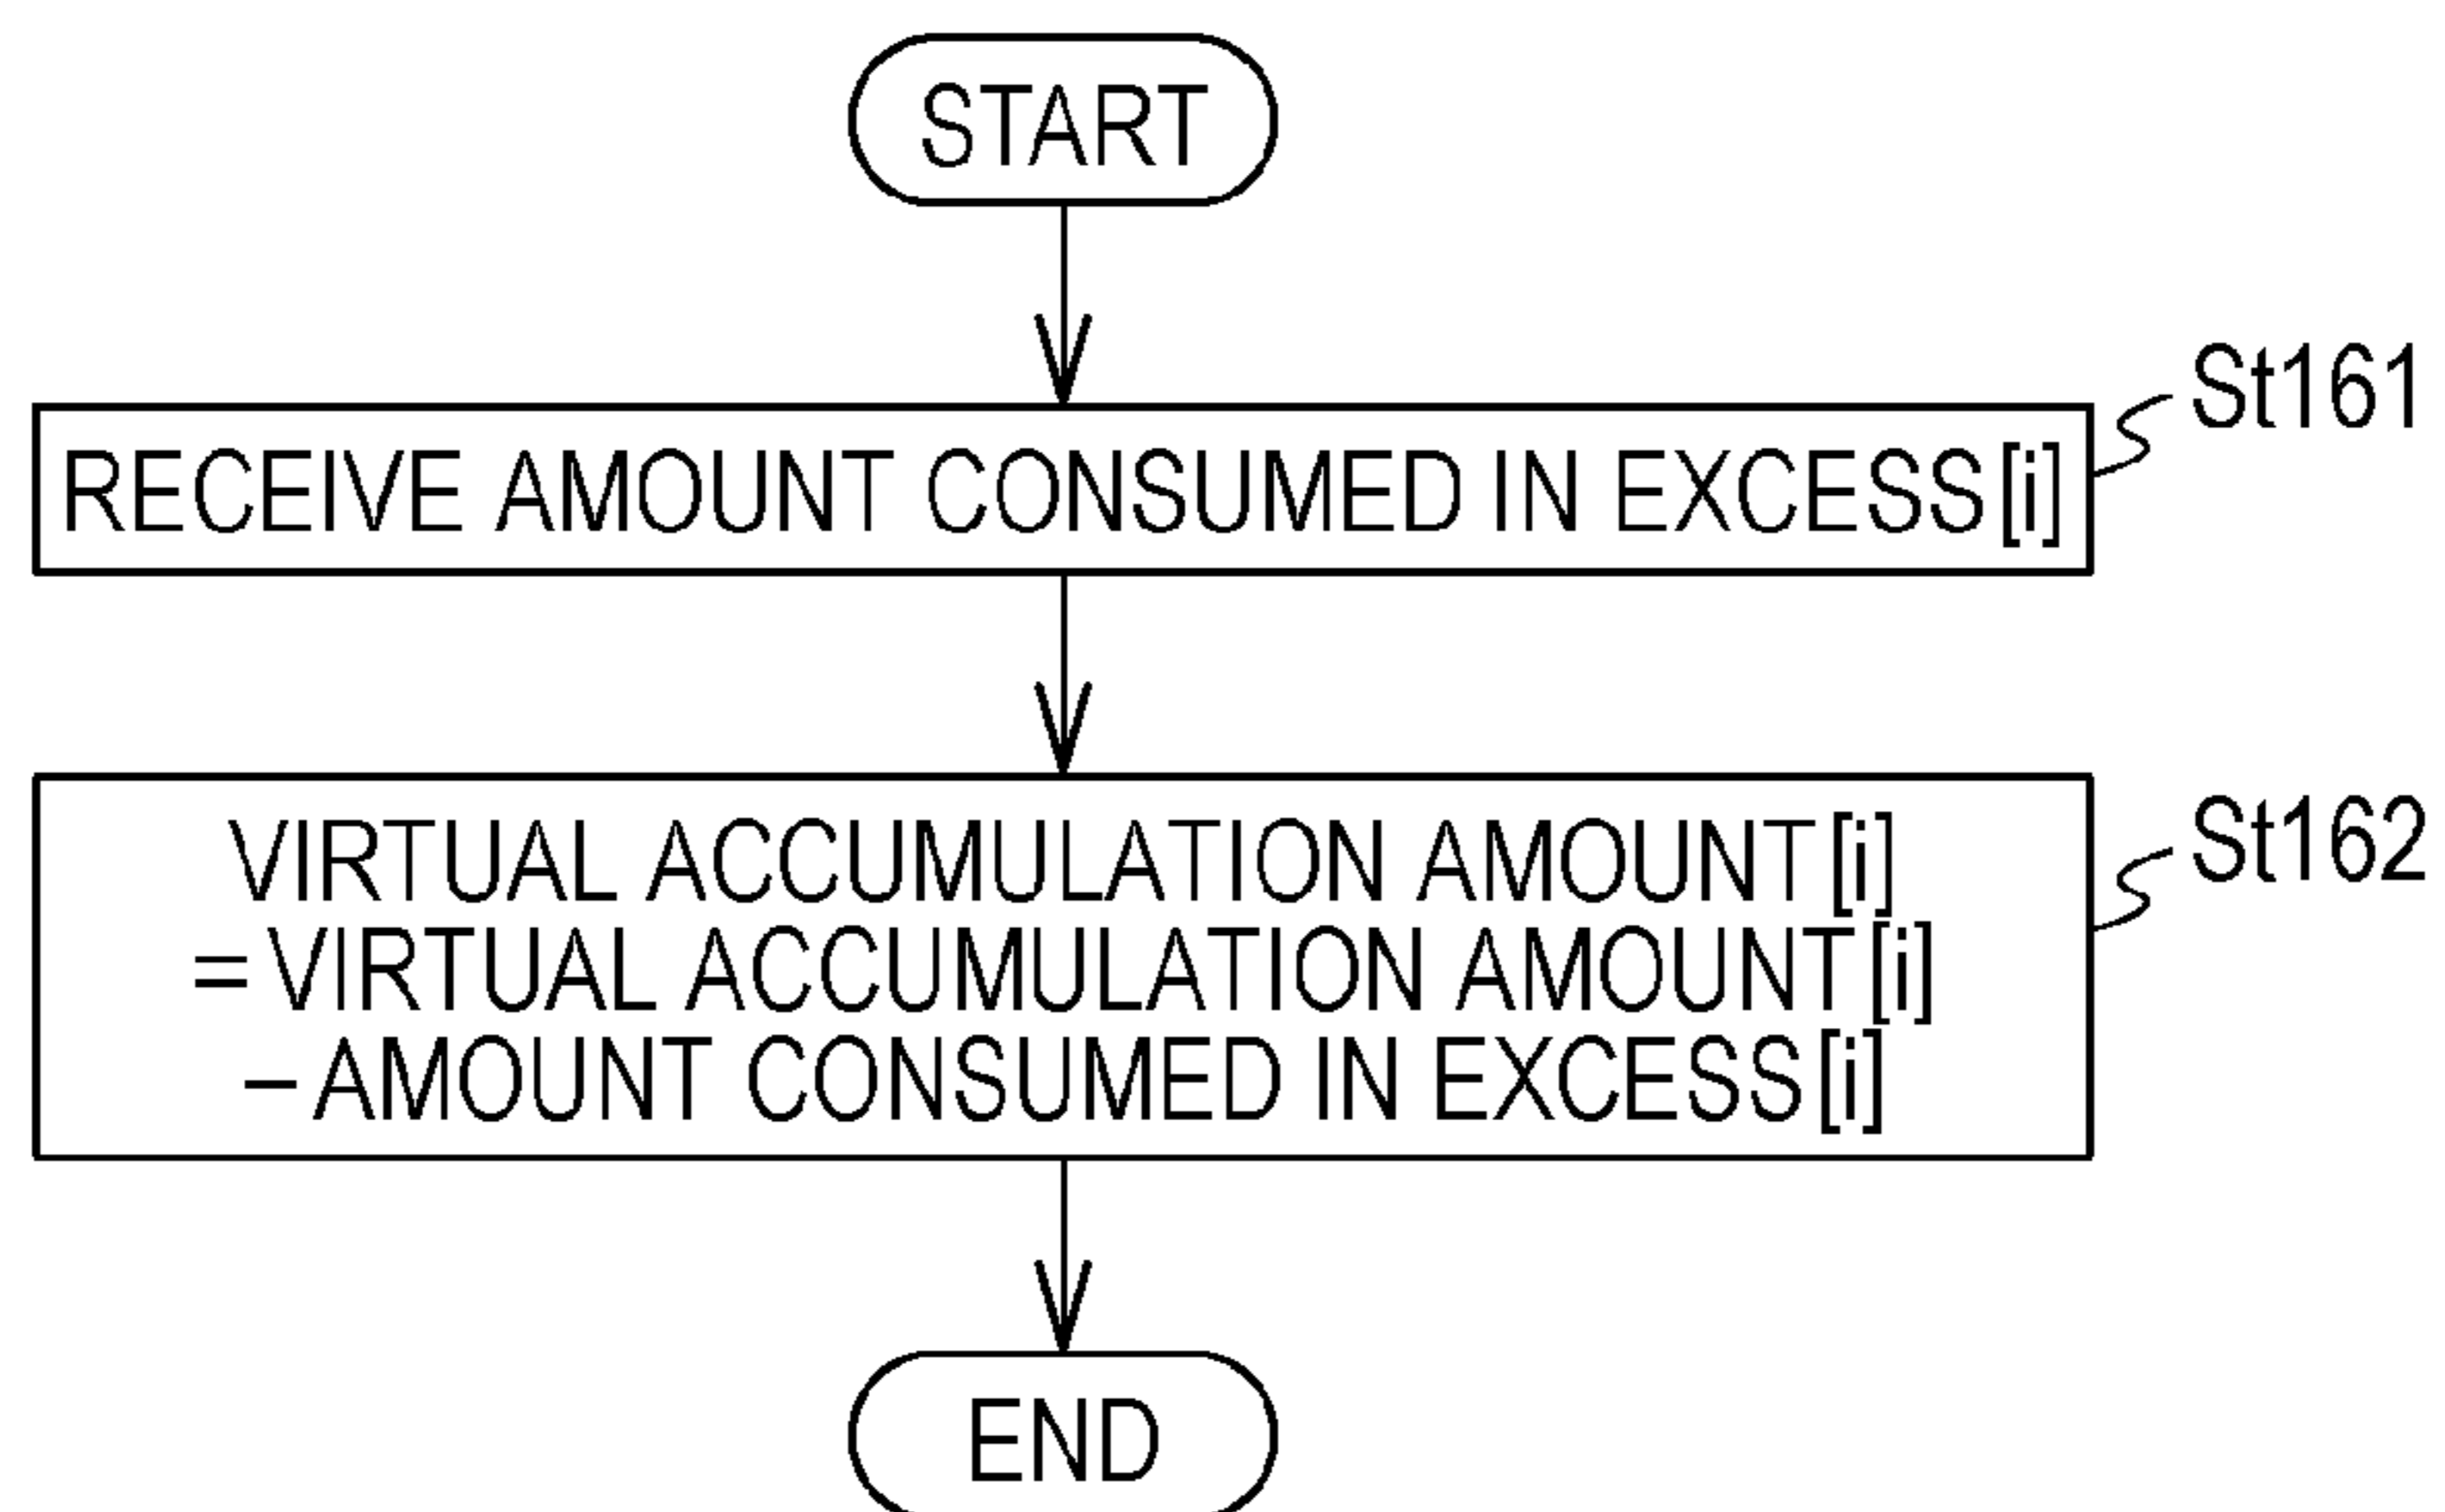 START
RECEIVE AMOUNT CONSUMED IN EXCESS[i]
St161
VIRTUAL ACCUMULATION AMOUNT[i]
=VIRTUAL ACCUMULATION AMOUNT[i]
−AMOUNT CONSUMED IN EXCESS[i]
St162
END